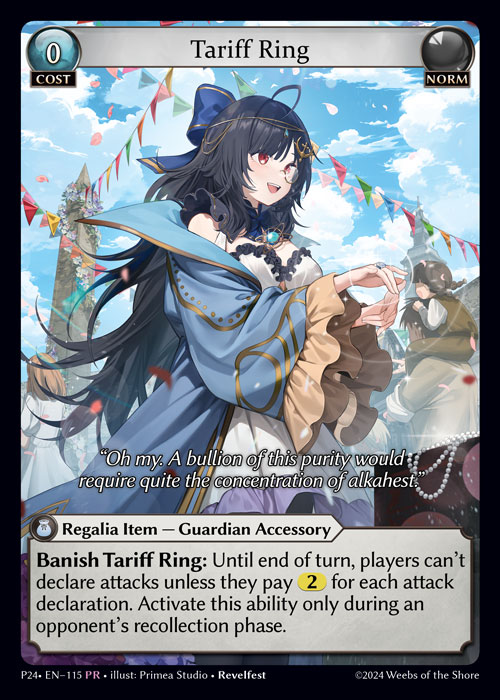 0
Tariff Ring
COST
NORM
“Oh my. A bullion of this purity would
require quite the concentration of alkahest.”
Regalia Item — Guardian Accessory
Banish Tariff Ring: Until end of turn, players can’t
declare attacks unless they pay 2 for each attack
declaration. Activate this ability only during an
opponent’s recollection phase.
P24• EN–115 PR • illust: Primea Studio • Revelfest
©2024 Weebs of the Shore